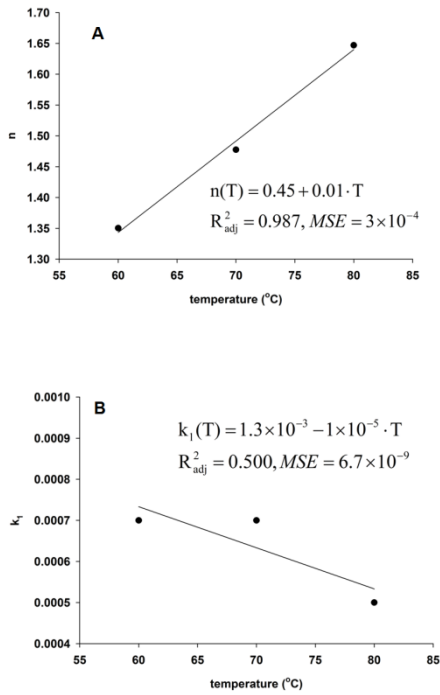 A
1.70
1.65
1.60
1.55
1.50
1.45
1.40
1.35
1.30
n
n(T) = 0.45 + 0.01·T
R²adj = 0.987, MSE = 3×10⁻⁴
55 60 65 70 75 80 85
temperature (°C)
B
0.0010
0.0009
0.0008
0.0007
0.0006
0.0005
0.0004
k₁
k₁(T) = 1.3×10⁻³ −1×10⁻⁵ ·T
R²adj = 0.500, MSE = 6.7×10⁻⁹
55 60 65 70 75 80 85
temperature (°C)